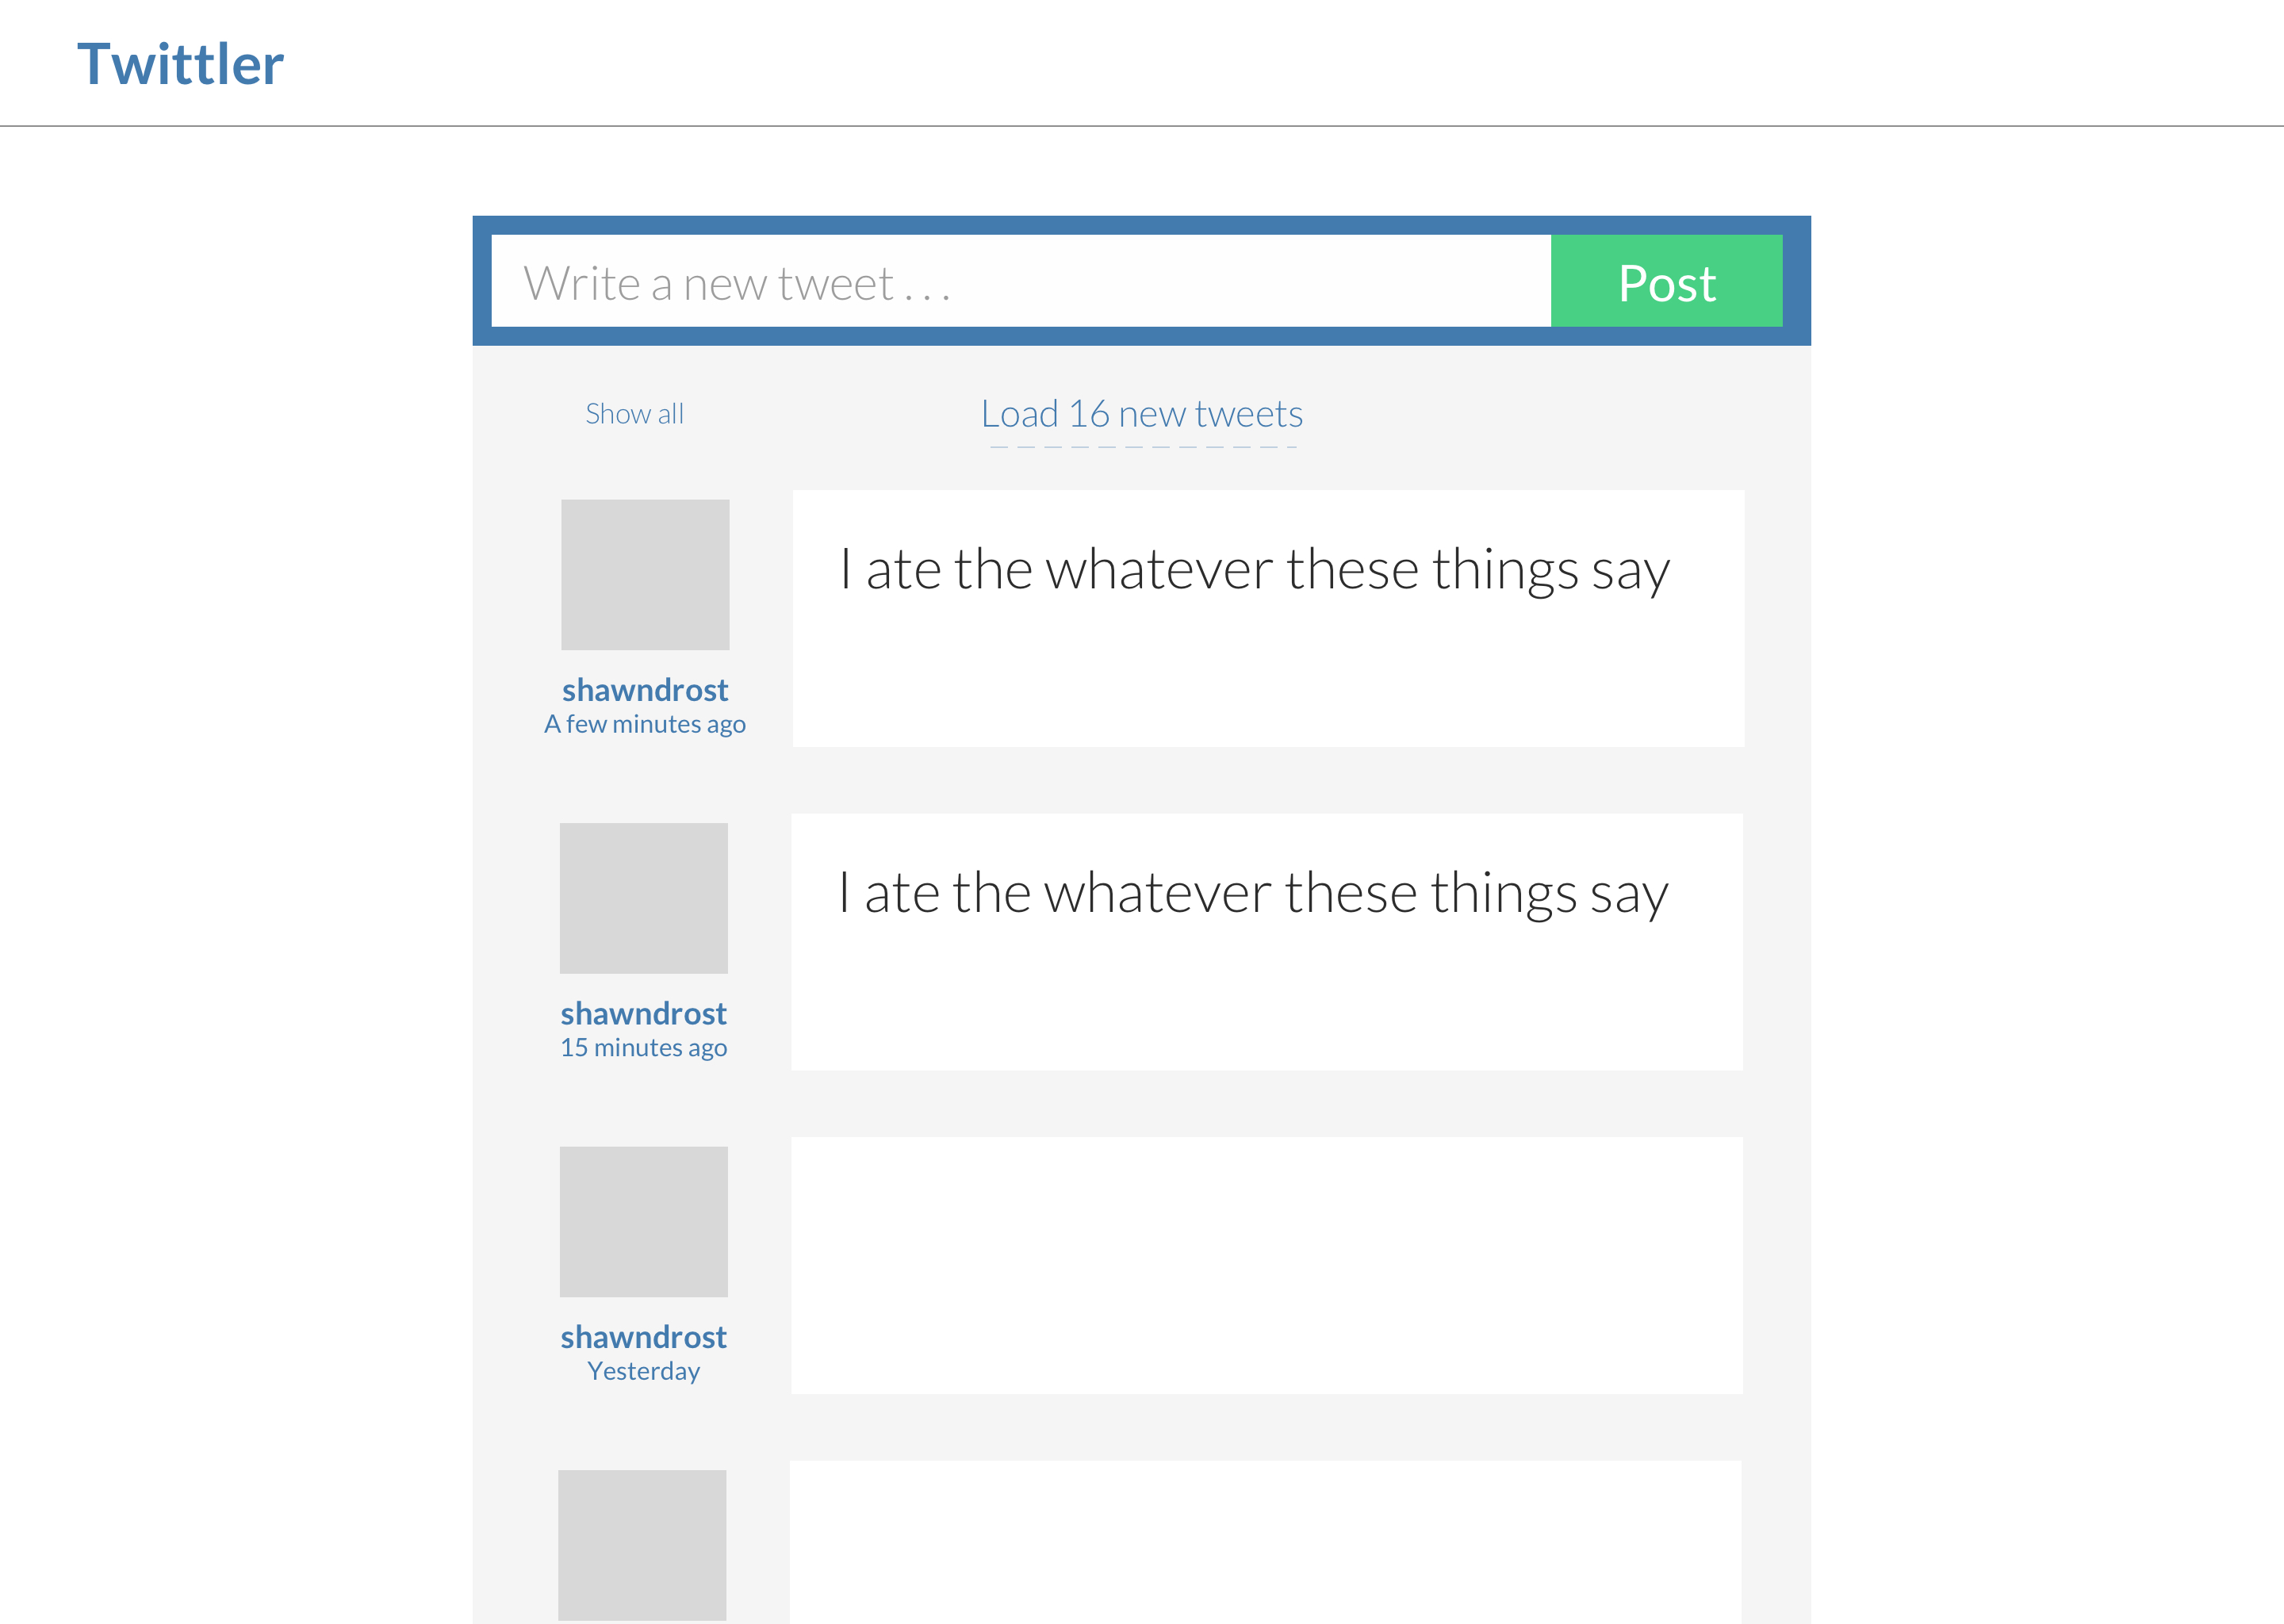 Twittler
Write a new tweet . . .
Post
Show all
Load 16 new tweets
I ate the whatever these things say
shawndrost
A few minutes ago
I ate the whatever these things say
shawndrost
15 minutes ago
shawndrost
Yesterday